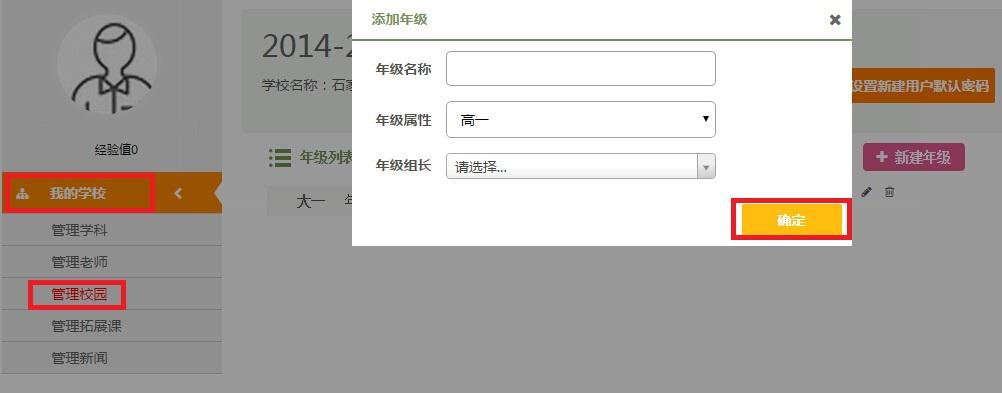 经验值0
我的学校
管理学科
管理老师
管理校园
管理拓展课
管理新闻
2014-2
学校名称：石家
设置新建用户默认密码
年级列表
新建年级
大一 年
添加年级
年级名称
年级属性 高一
年级组长 请选择...
确定